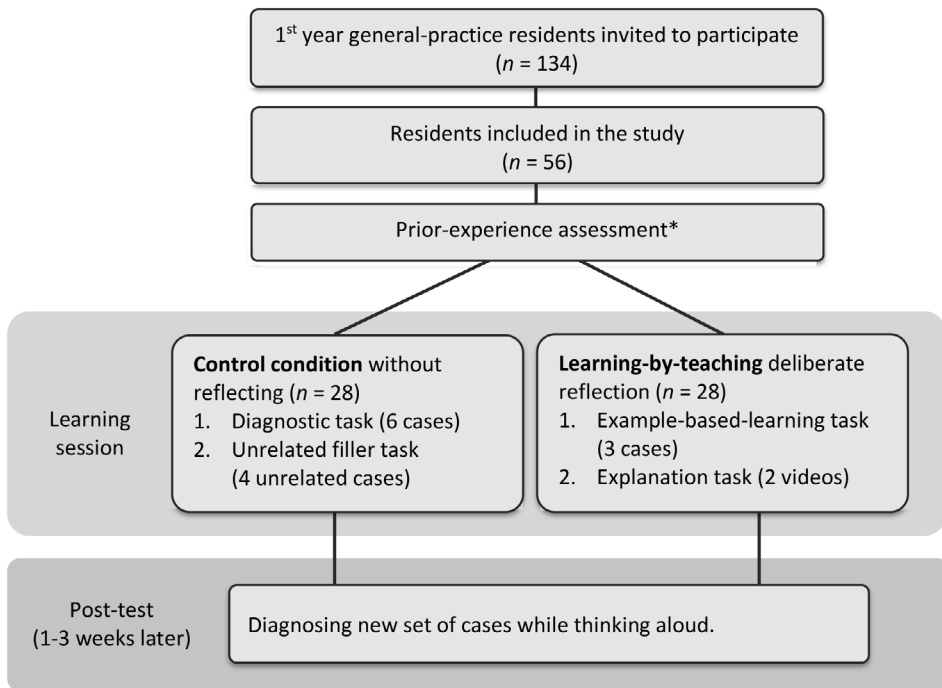 1st year general-practice residents invited to participate
(n = 134)
Residents included in the study
(n = 56)
Prior-experience assessment*
Learning
session
Control condition without
reflecting (n = 28)
1. Diagnostic task (6 cases)
2. Unrelated filler task
(4 unrelated cases)
Learning-by-teaching deliberate
reflection (n = 28)
1. Example-based-learning task
(3 cases)
2. Explanation task (2 videos)
Post-test
(1-3 weeks later)
Diagnosing new set of cases while thinking aloud.